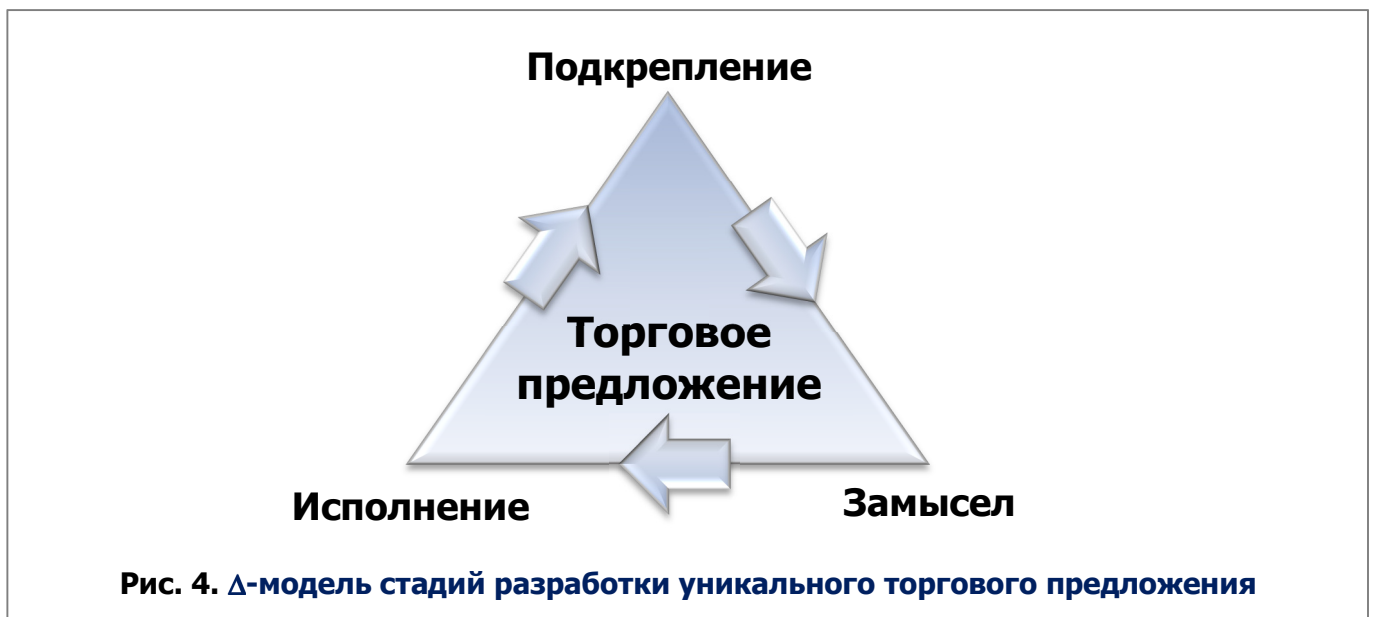 Подкрепление
Торговое
предложение
Исполнение
Замысел
Рис. 4. Δ-модель стадий разработки уникального торгового предложения